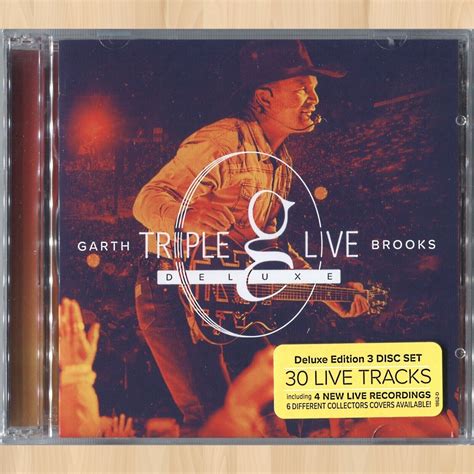 GARTH TRIPLE g LIVE BROOKS
DELUXE
Deluxe Edition 3 DISC SET
30 LIVE TRACKS
including 4 NEW LIVE RECORDINGS
6 DIFFERENT COLLECTORS COVERS AVAILABLE!